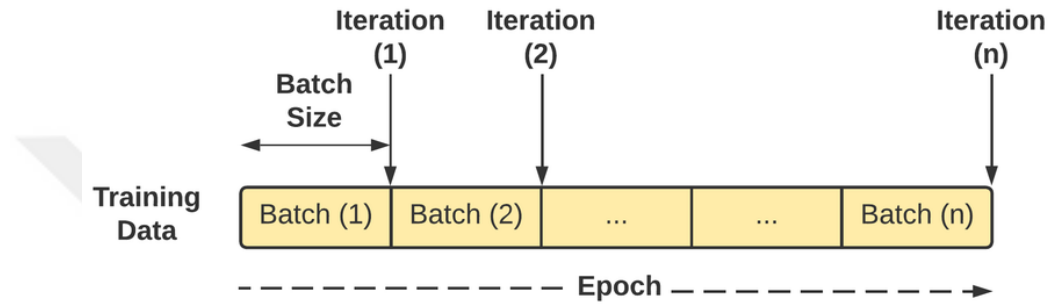 Iteration
(1)
Iteration
(2)
Iteration
(n)
Batch
Size
Training
Data
Batch (1)
Batch (2)
...
...
Batch (n)
Epoch